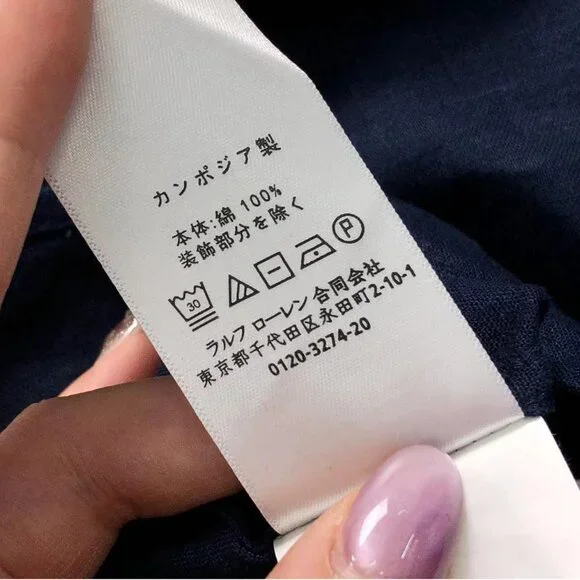 カンボジア製
本体:綿 100%
装飾部分を除く
30 P
ラルフ ローレン 合同会社
東京都千代田区永田町2-10-1
0120-3274-20